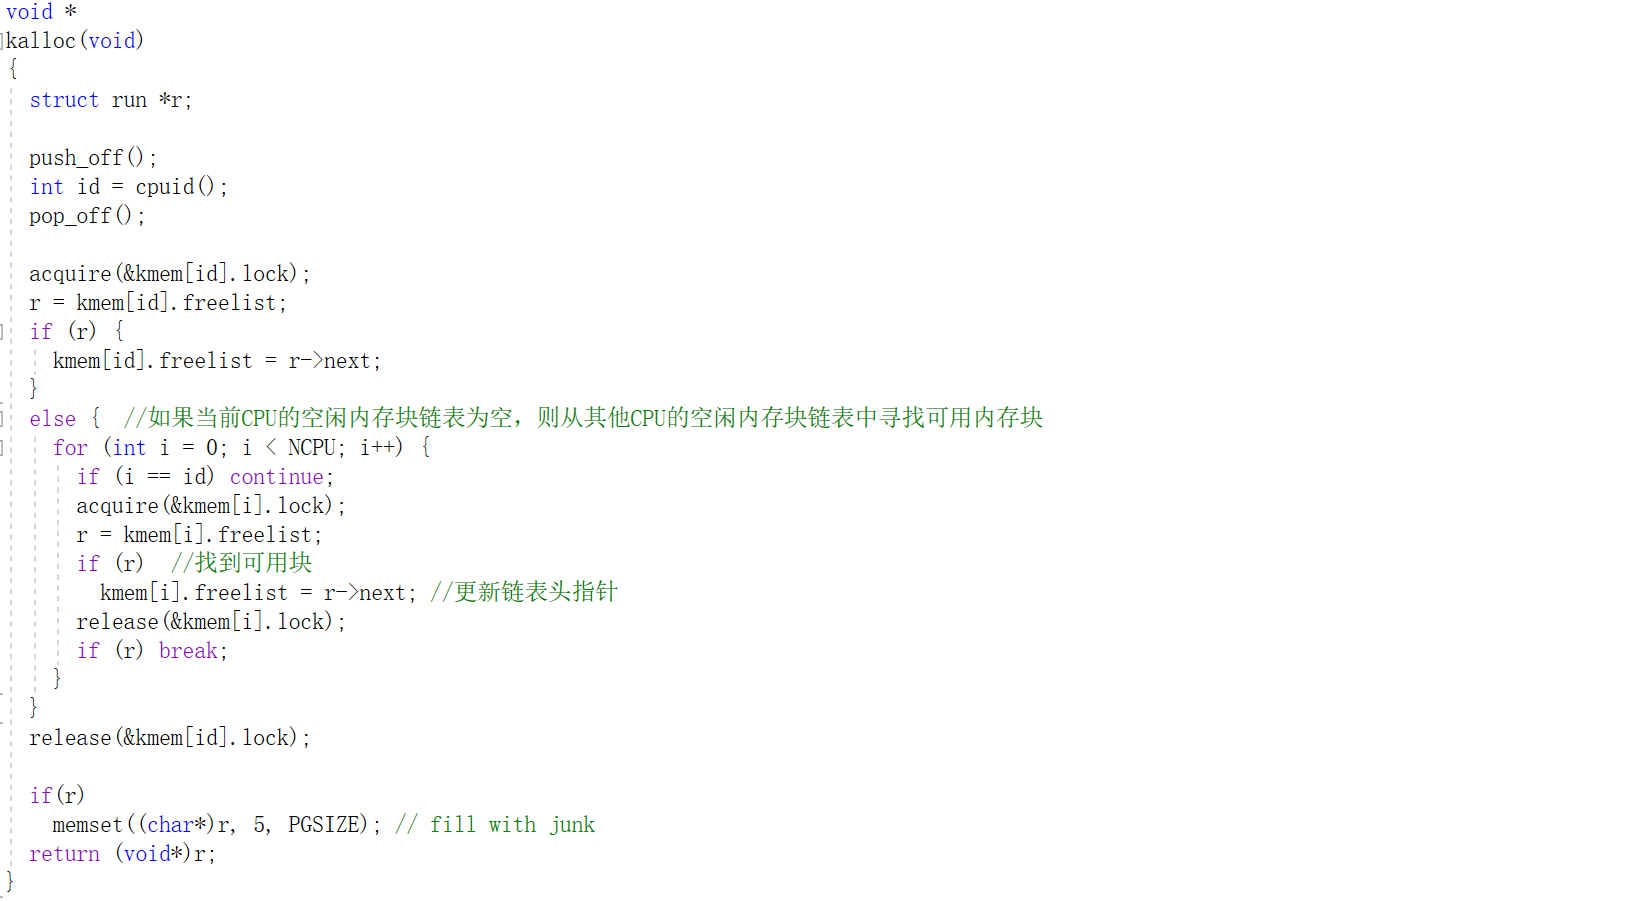 void *
kalloc(void)
{
  struct run *r;

  push_off();
  int id = cpuid();
  pop_off();

  acquire(&kmem[id].lock);
  r = kmem[id].freelist;
  if (r) {
    kmem[id].freelist = r->next;
  }
  else {  //如果当前CPU的空闲内存块链表为空，则从其他CPU的空闲内存块链表中寻找可用内存块
    for (int i = 0; i < NCPU; i++) {
      if (i == id) continue;
      acquire(&kmem[i].lock);
      r = kmem[i].freelist;
      if (r)  //找到可用块
        kmem[i].freelist = r->next; //更新链表头指针
      release(&kmem[i].lock);
      if (r) break;
    }
  }
  release(&kmem[id].lock);

  if(r)
    memset((char*)r, 5, PGSIZE); // fill with junk
  return (void*)r;
}